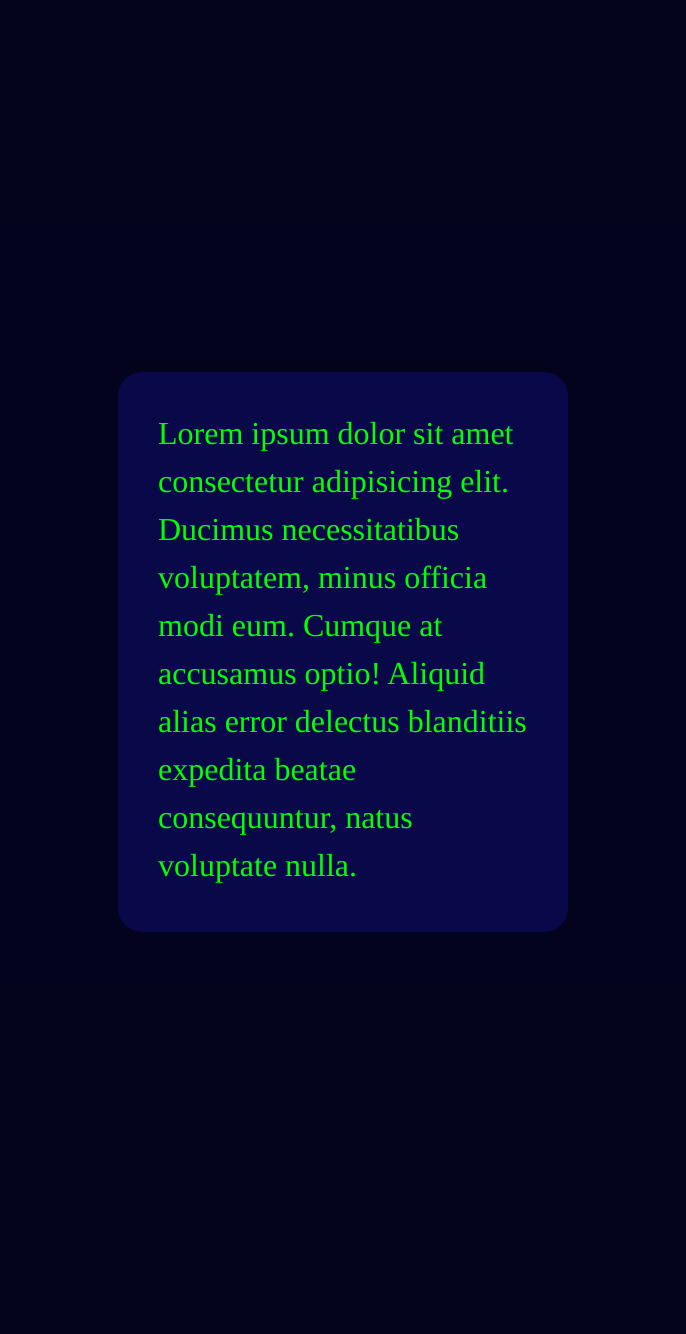 Lorem ipsum dolor sit amet
consectetur adipisicing elit.
Ducimus necessitatibus
voluptatem, minus officia
modi eum. Cumque at
accusamus optio! Aliquid
alias error delectus blanditiis
expedita beatae
consequuntur, natus
voluptate nulla.